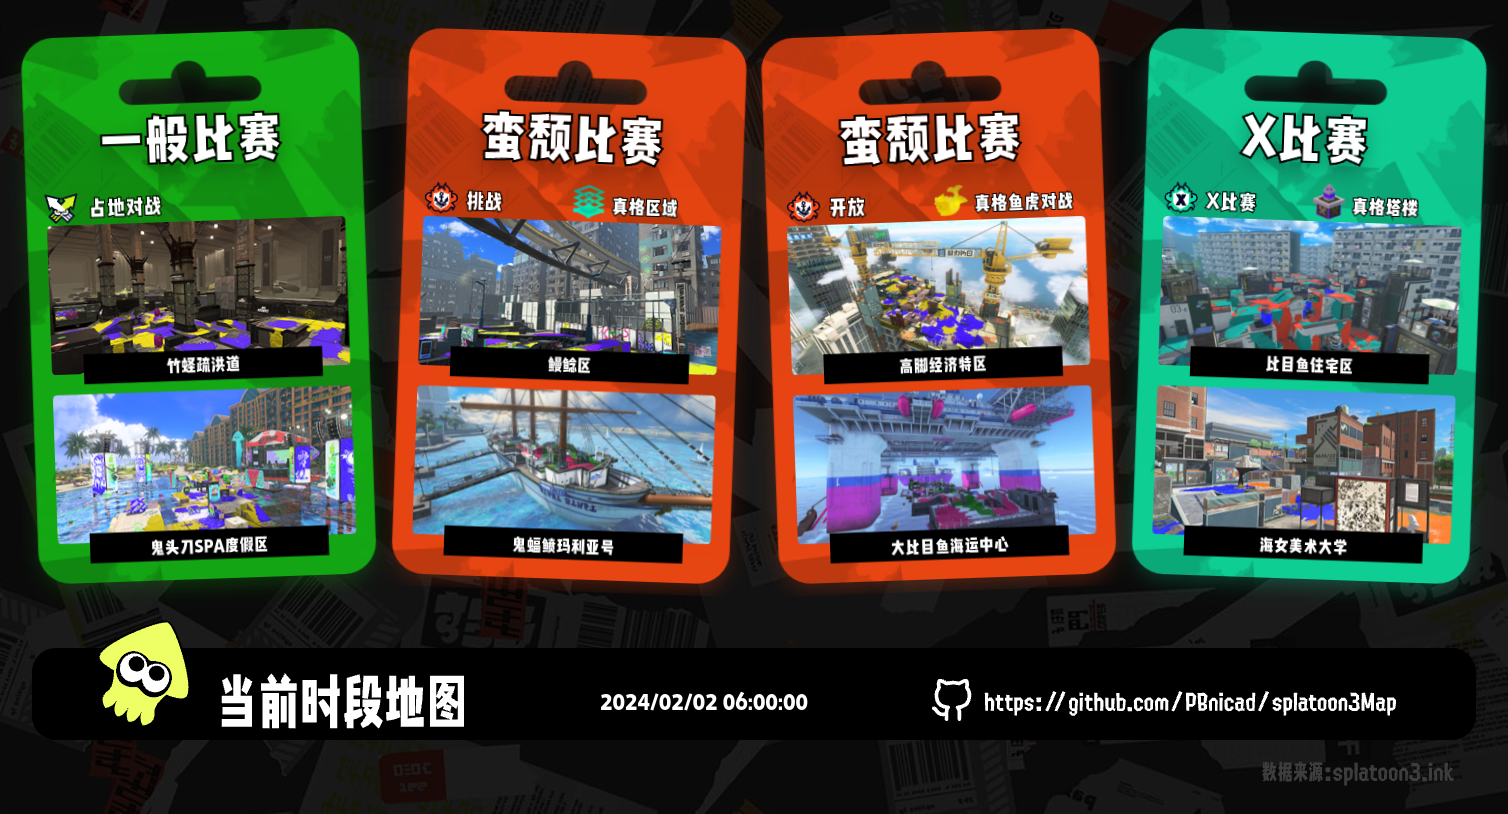 一般比赛
占地对战
竹蛏疏洪道
鬼头刀SPA度假区
蛮颓比赛
挑战
真格区域
鳗鲶区
鬼蝠鲼玛利亚号
蛮颓比赛
开放
真格鱼虎对战
高脚经济特区
大比目鱼海运中心
X比赛
X比赛
真格塔楼
比目鱼住宅区
海女美术大学
当前时段地图
2024/02/02 06:00:00
https://github.com/PBnicad/splatoon3Map
数据来源:splatoon3.ink